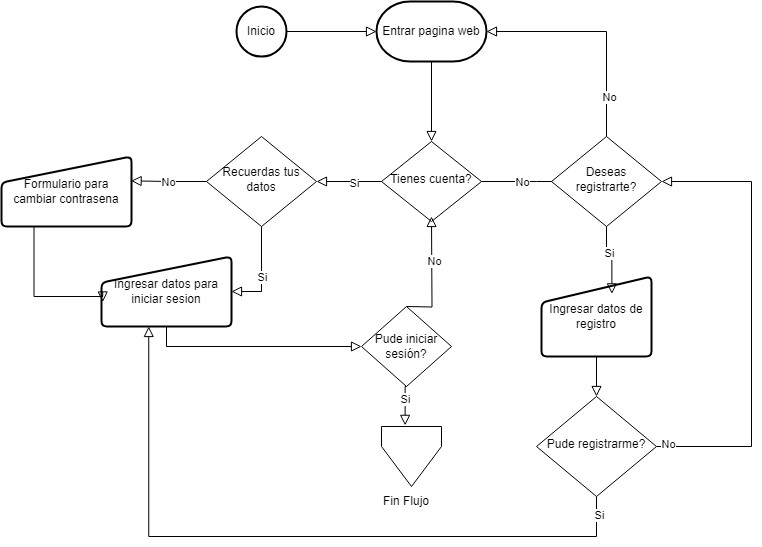 Inicio
Entrar pagina web
No
Formulario para
cambiar contrasena
No
Recuerdas tus
datos
Si
Tienes cuenta?
No
Deseas
registrarte?
Si
Si
No
Ingresar datos para
iniciar sesion
Ingresar datos de
registro
Pude iniciar
sesión?
Si
Pude registrarme?
No
Fin Flujo
Si